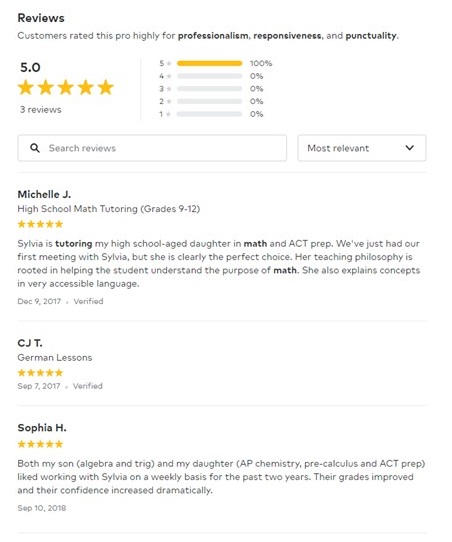 Reviews
Customers rated this pro highly for professionalism, responsiveness, and punctuality.
5.0
3 reviews
5 ★ 100%
4 ★ 0%
3 ★ 0%
2 ★ 0%
1 ★ 0%
Search reviews
Most relevant
Michelle J.
High School Math Tutoring (Grades 9-12)
Sylvia is tutoring my high school-aged daughter in math and ACT prep. We've just had our
first meeting with Sylvia, but she is clearly the perfect choice. Her teaching philosophy is
rooted in helping the student understand the purpose of math. She also explains concepts
in very accessible language.
Dec 9, 2017 • Verified
CJ T.
German Lessons
Sep 7, 2017 • Verified
Sophia H.
Both my son (algebra and trig) and my daughter (AP chemistry, pre-calculus and ACT prep)
liked working with Sylvia on a weekly basis for the past two years. Their grades improved
and their confidence increased dramatically.
Sep 10, 2018